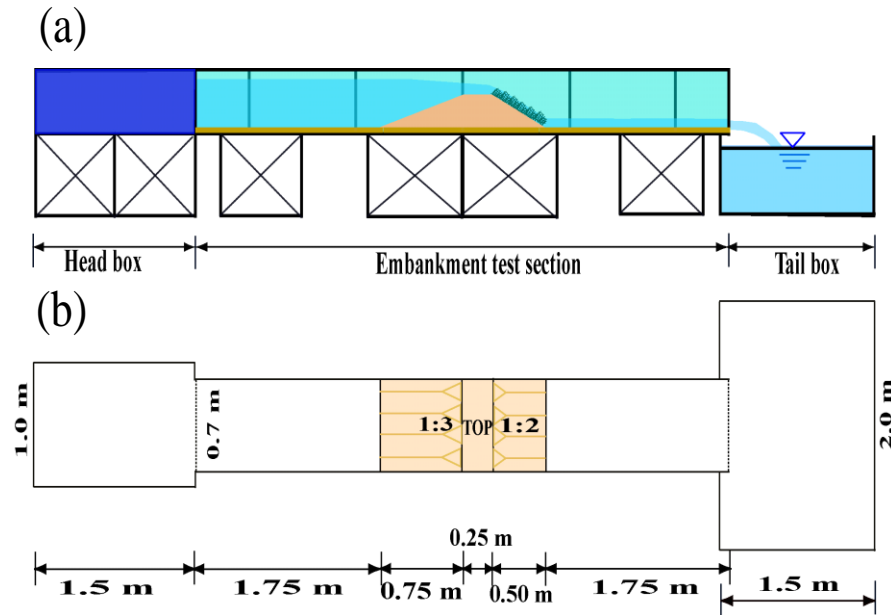 (a)
Head box
Embankment test section
Tail box
(b)
1.0 m
0.7 m
1:3
TOP
1:2
2.0 m
0.25 m
1.5 m
1.75 m
0.75 m
0.50 m
1.75 m
1.5 m